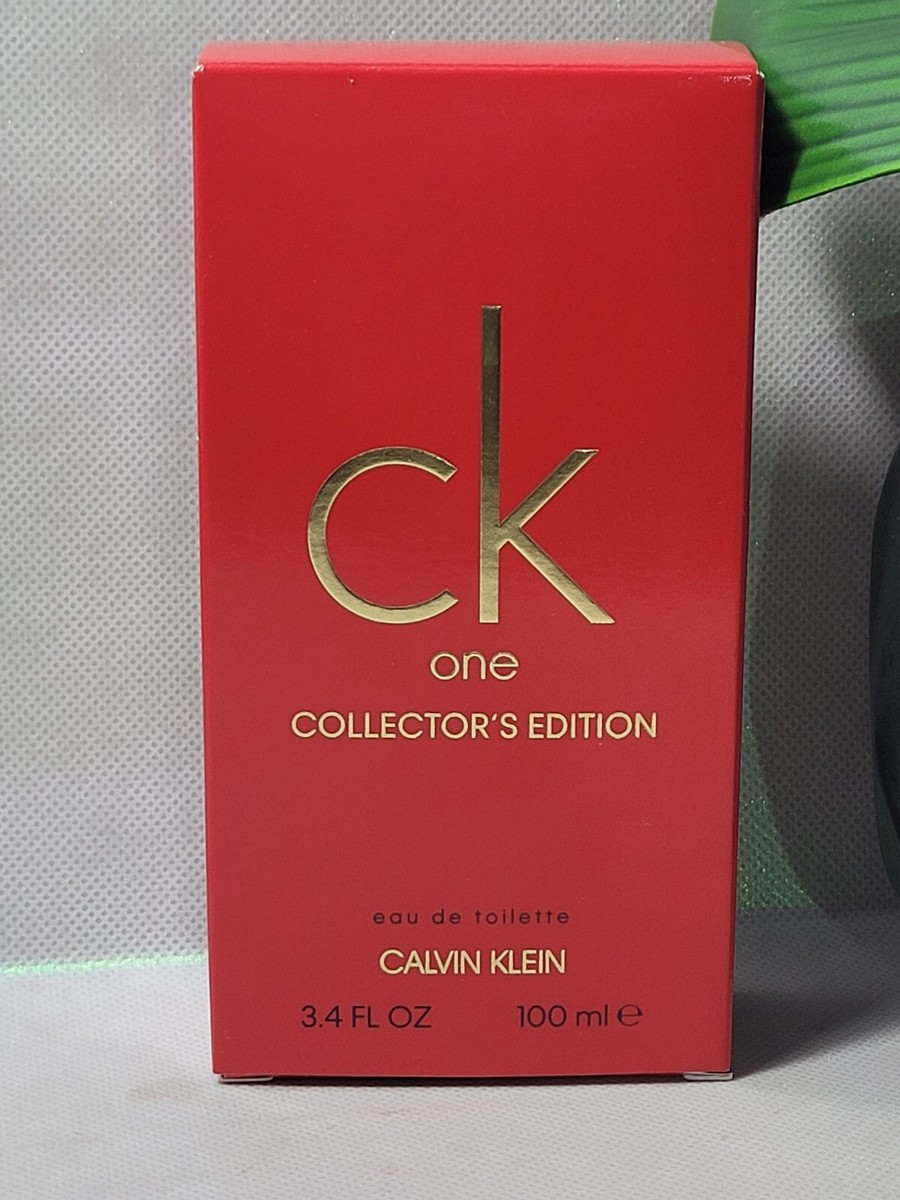 ck
one
COLLECTOR'S EDITION
eau de toilette
CALVIN KLEIN
3.4 FL OZ 100 ml ℮